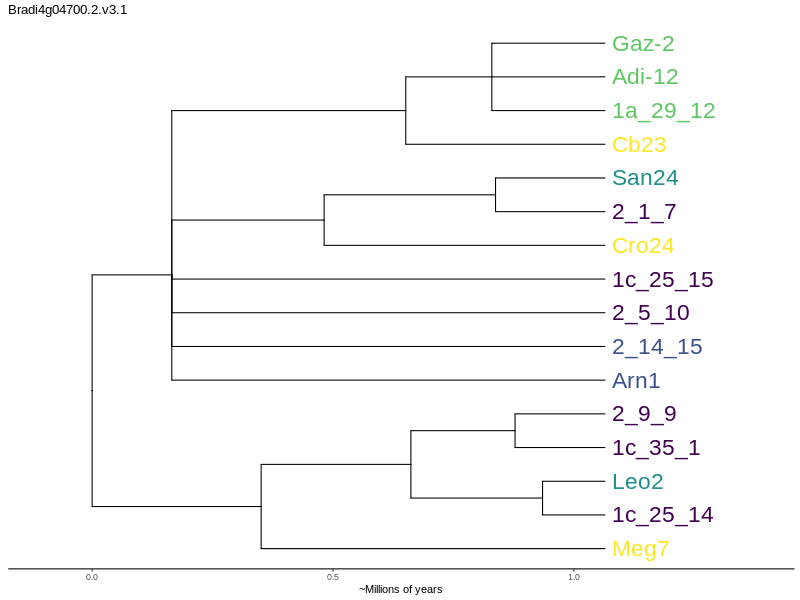 Bradi4g04700.2.v3.1
Gaz-2
Adi-12
1a_29_12
Cb23
San24
2_1_7
Cro24
1c_25_15
2_5_10
2_14_15
Arn1
2_9_9
1c_35_1
Leo2
1c_25_14
Meg7
0.0 0.5 1.0
~Millions of years